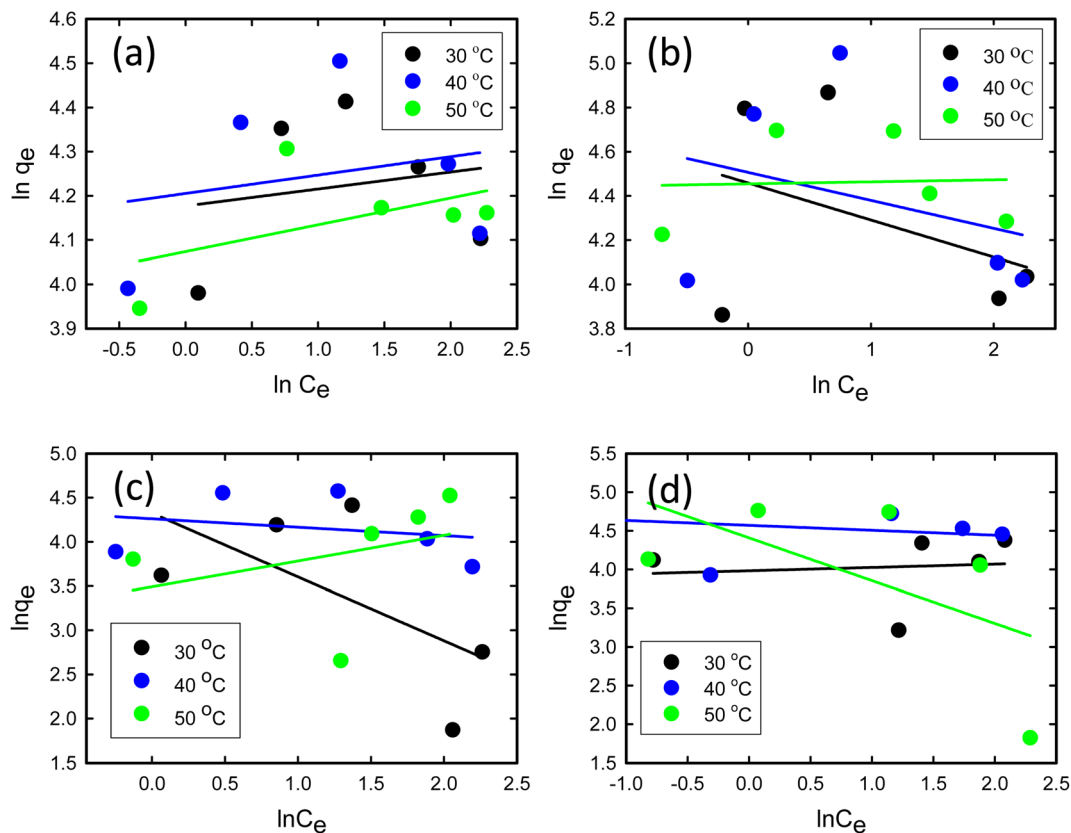 (a)
30 °C
40 °C
50 °C
4.6
4.5
4.4
4.3
4.2
4.1
4.0
3.9
ln qe
-0.5 0.0 0.5 1.0 1.5 2.0 2.5
ln Ce
(b)
30 °C
40 °C
50 °C
5.2
5.0
4.8
4.6
4.4
4.2
4.0
3.8
ln qe
-1 0 1 2
ln Ce
(c)
30 °C
40 °C
50 °C
5.0
4.5
4.0
3.5
3.0
2.5
2.0
1.5
lnqe
0.0 0.5 1.0 1.5 2.0 2.5
lnCe
(d)
30 °C
40 °C
50 °C
5.5
5.0
4.5
4.0
3.5
3.0
2.5
2.0
1.5
lnqe
-1.0 -0.5 0.0 0.5 1.0 1.5 2.0 2.5
lnCe